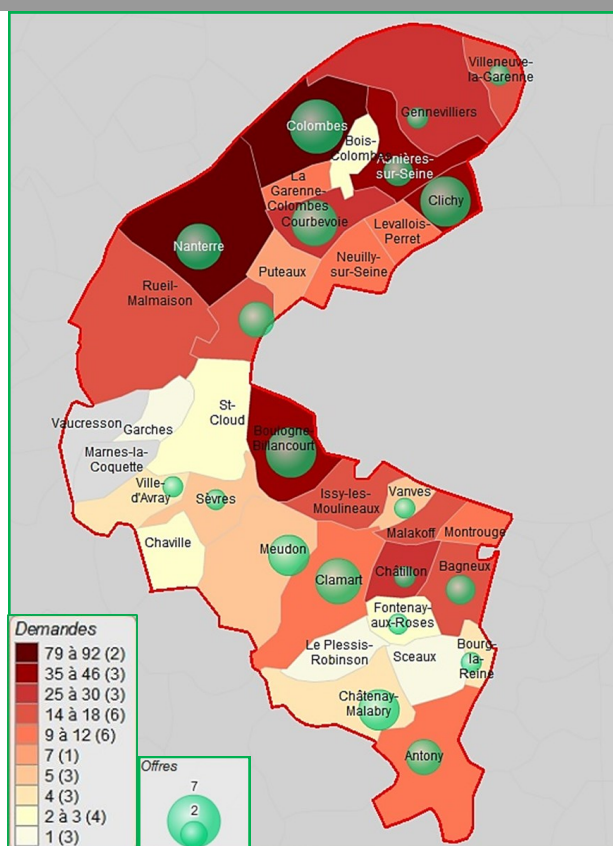 Villeneuve-
la-Garenne
Gennevilliers
Colombes
Bois-
Colombes
Asnières-
sur-Seine
La
Garenne-
Colombes
Clichy
Courbevoie
Levallois-
Perret
Nanterre
Puteaux
Neuilly-
sur-Seine
Rueil-
Malmaison
St-
Cloud
Vaucresson
Garches
Boulogne-
Billancourt
Marnes-la-
Coquette
Ville-
d'Avray
Sèvres
Issy-les-
Moulineaux
Vanves
Malakoff
Montrouge
Chaville
Meudon
Clamart
Châtillon
Bagneux
Fontenay-
aux-Roses
Le Plessis-
Robinson
Sceaux
Bourg-
la-
Reine
Châtenay-
Malabry
Antony
Demandes
79 à 92 (2)
35 à 46 (3)
25 à 30 (3)
14 à 18 (6)
9 à 12 (6)
7 (1)
5 (3)
4 (3)
2 à 3 (4)
1 (3)
Offres
7
2